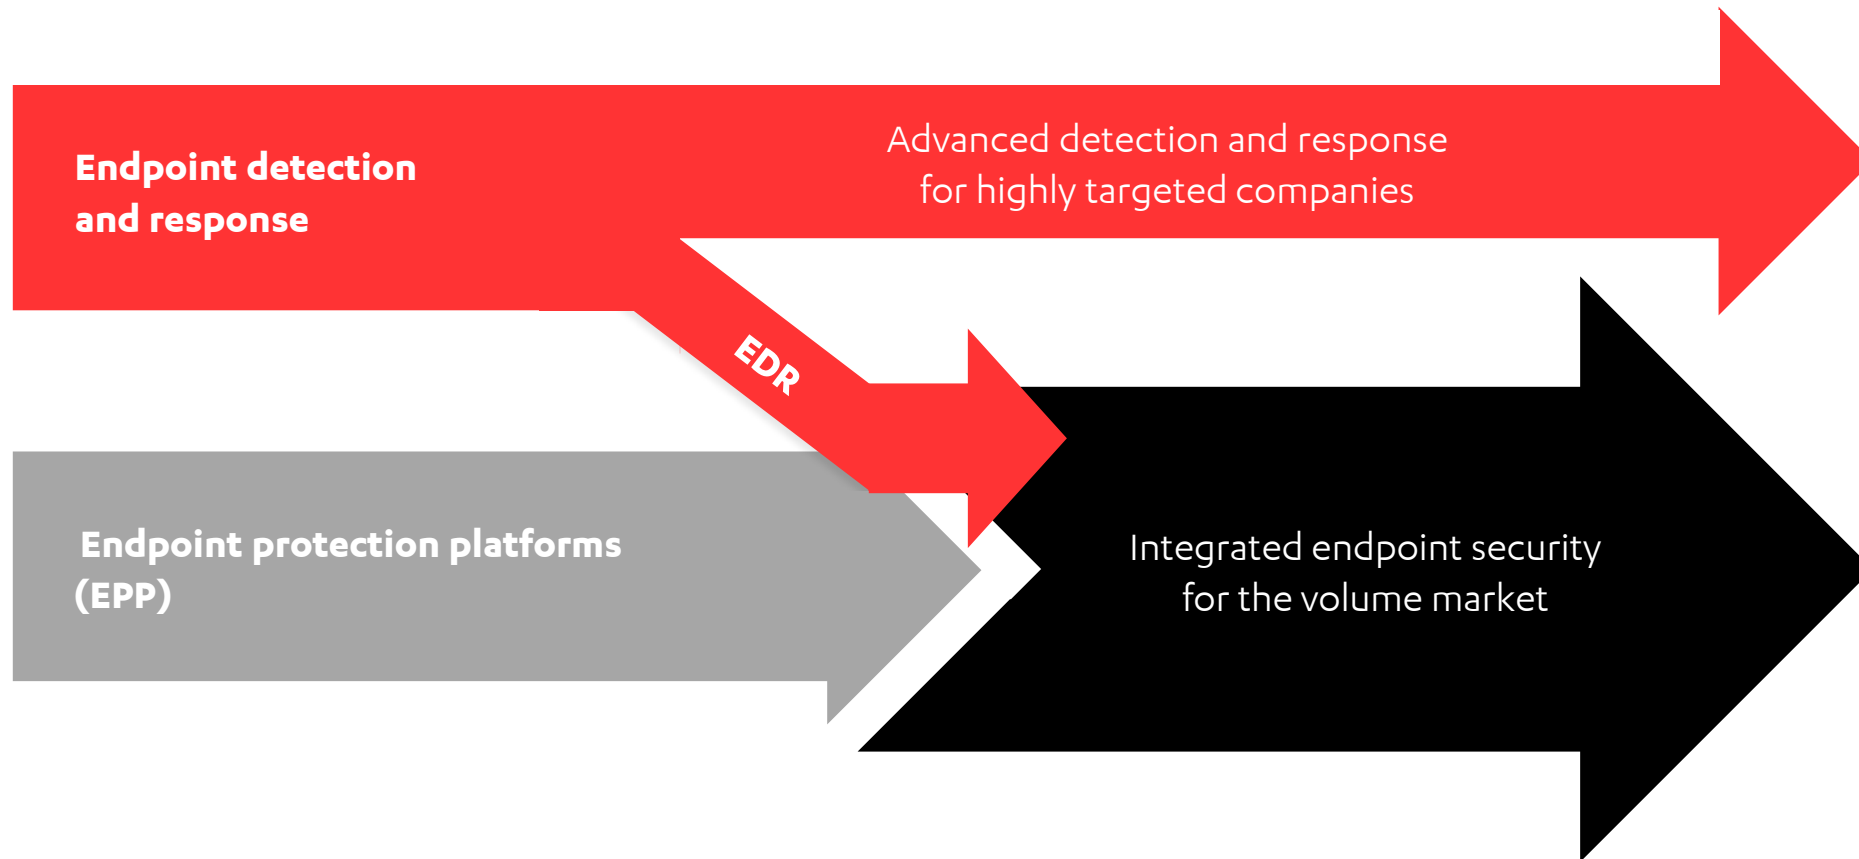 Endpoint detection
and response
Advanced detection and response
for highly targeted companies
EDR
Endpoint protection platforms
(EPP)
Integrated endpoint security
for the volume market